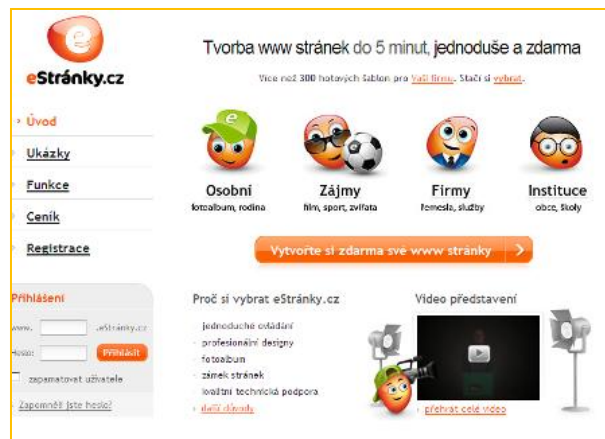 e
eStránky.cz
Tvorba www stránek do 5 minut, jednoduše a zdarma
Více než 300 hotových šablon pro Vaši firmu. Stačí si vybrat.
Úvod
Ukázky
Funkce
Ceník
Registrace
e
Osobní
fotoalbum, rodina
Zájmy
film, sport, zvířata
Firmy
řemesla, služby
Instituce
obce, školy
Vytvořte si zdarma své www stránky
Přihlášení
www. .eStránky.cz
Heslo: Přihlásit
zapamatovat uživatele
Zapomněli jste heslo?
Proč si vybrat eStránky.cz
jednoduché ovládání
profesionální designy
fotoalbum
zámek stránek
kvalitní technická podpora
další důvody
Video představení
přehrát celé video